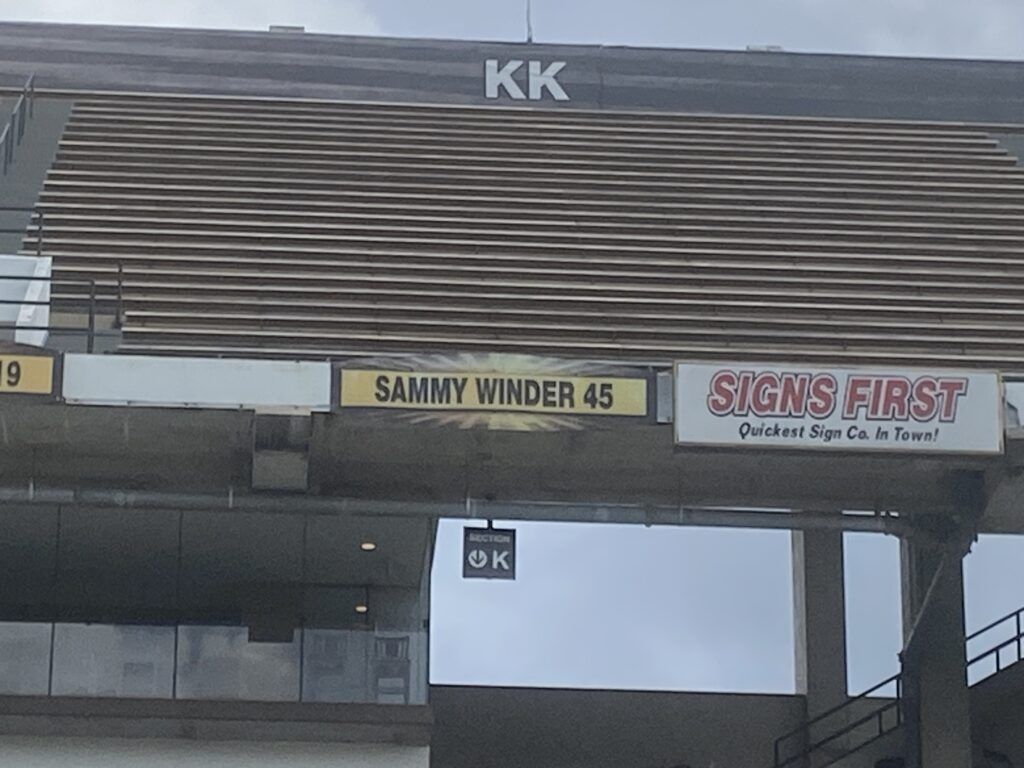 KK
19
SAMMY WINDER 45
SIGNS FIRST
Quickest Sign Co. In Town!
SECTION
K